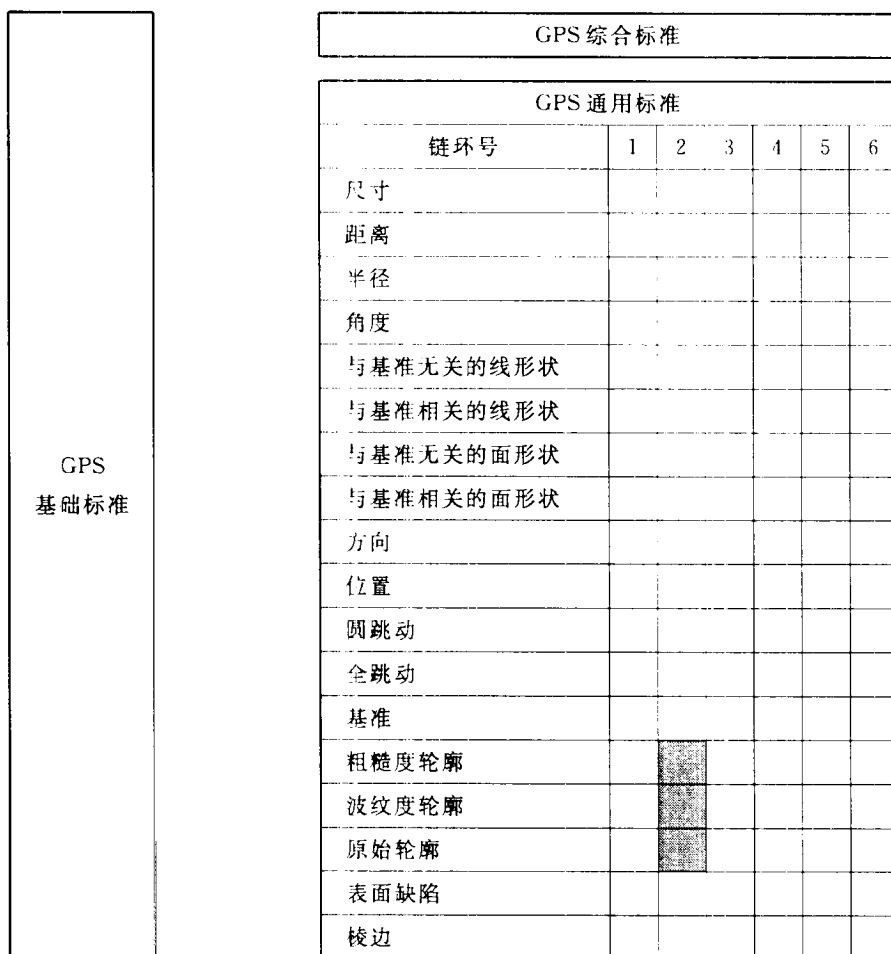 GPS
基础标准
GPS综合标准
GPS通用标准
链环号 1 2 3 4 5 6
尺寸
距离
半径
角度
与基准无关的线形状
与基准相关的线形状
与基准无关的面形状
与基准相关的面形状
方向
位置
圆跳动
全跳动
基准
粗糙度轮廓
波纹度轮廓
原始轮廓
表面缺陷
棱边